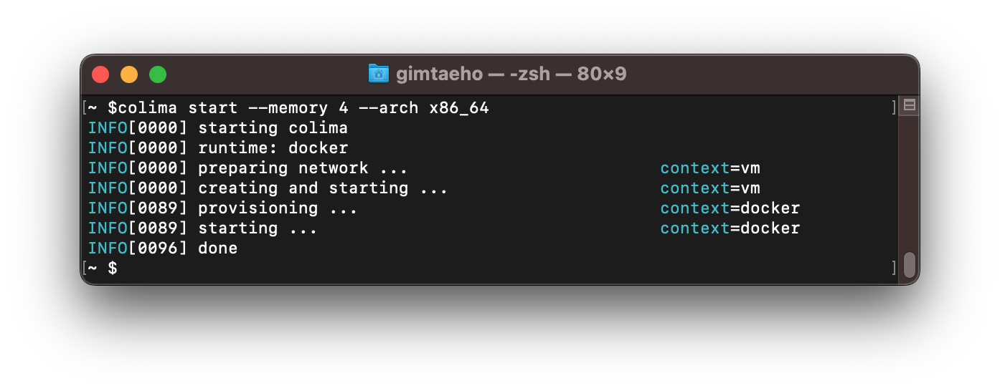 gimtaeho — -zsh — 80×9
[~ $colima start --memory 4 --arch x86_64 ]
INFO[0000] starting colima
INFO[0000] runtime: docker
INFO[0000] preparing network ... context=vm
INFO[0000] creating and starting ... context=vm
INFO[0089] provisioning ... context=docker
INFO[0089] starting ... context=docker
INFO[0096] done
[~ $ ]